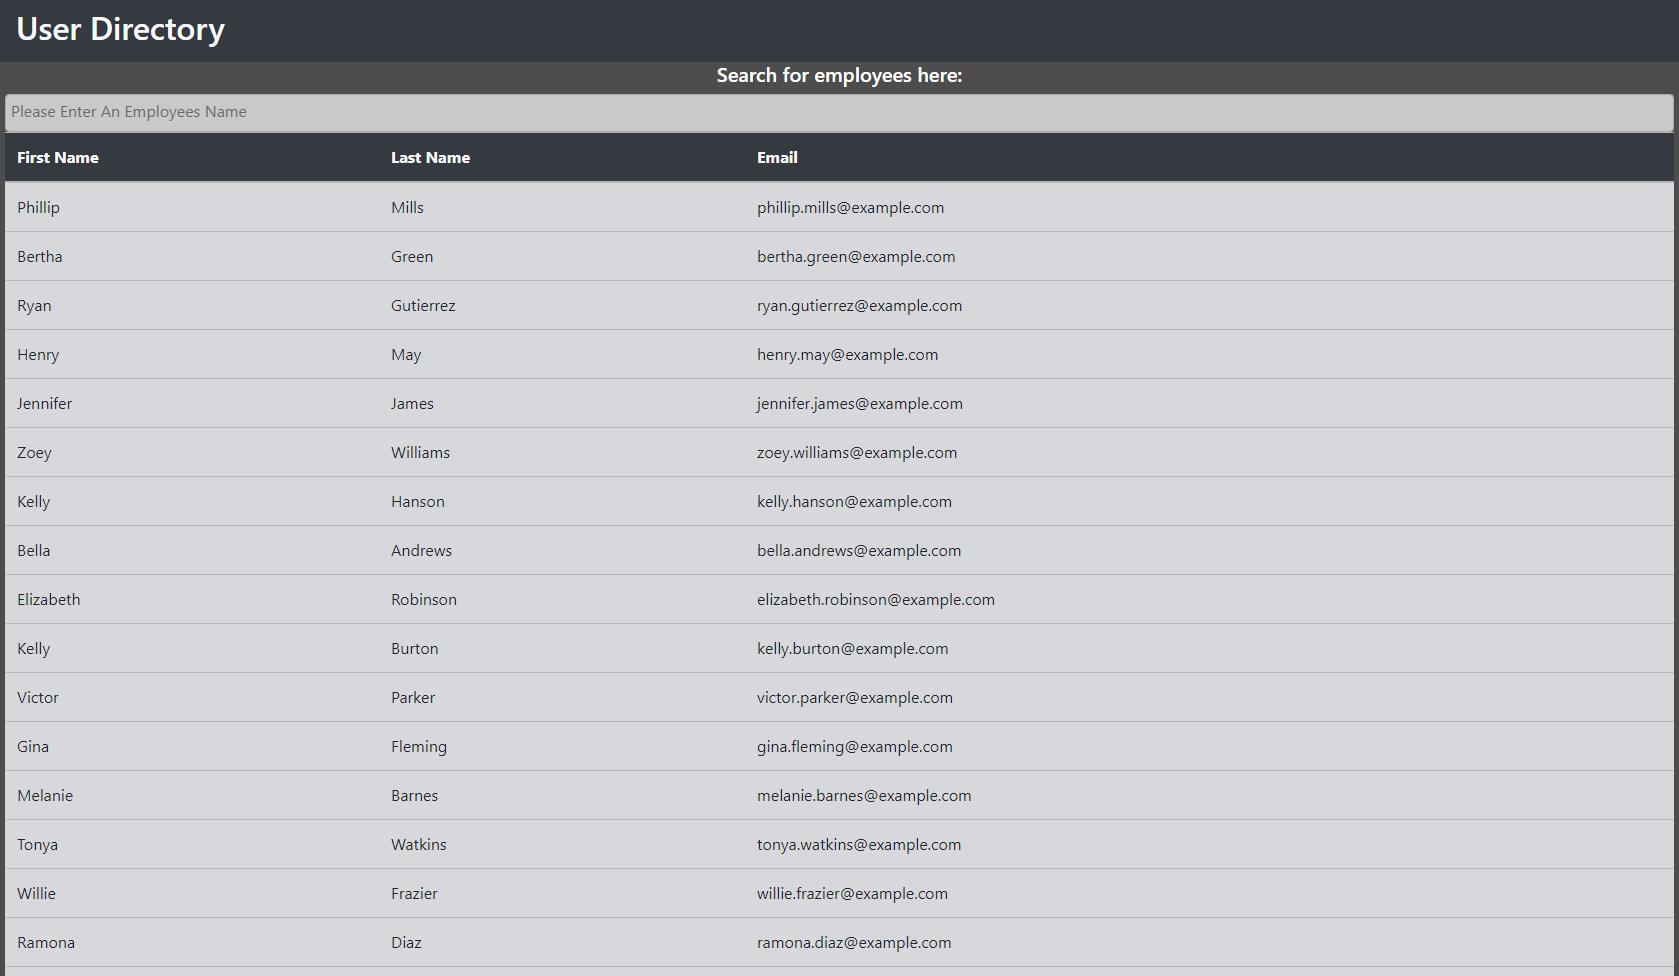 User Directory
Search for employees here:
Please Enter An Employees Name
First Name Last Name Email
Phillip Mills phillip.mills@example.com
Bertha Green bertha.green@example.com
Ryan Gutierrez ryan.gutierrez@example.com
Henry May henry.may@example.com
Jennifer James jennifer.james@example.com
Zoey Williams zoey.williams@example.com
Kelly Hanson kelly.hanson@example.com
Bella Andrews bella.andrews@example.com
Elizabeth Robinson elizabeth.robinson@example.com
Kelly Burton kelly.burton@example.com
Victor Parker victor.parker@example.com
Gina Fleming gina.fleming@example.com
Melanie Barnes melanie.barnes@example.com
Tonya Watkins tonya.watkins@example.com
Willie Frazier willie.frazier@example.com
Ramona Diaz ramona.diaz@example.com